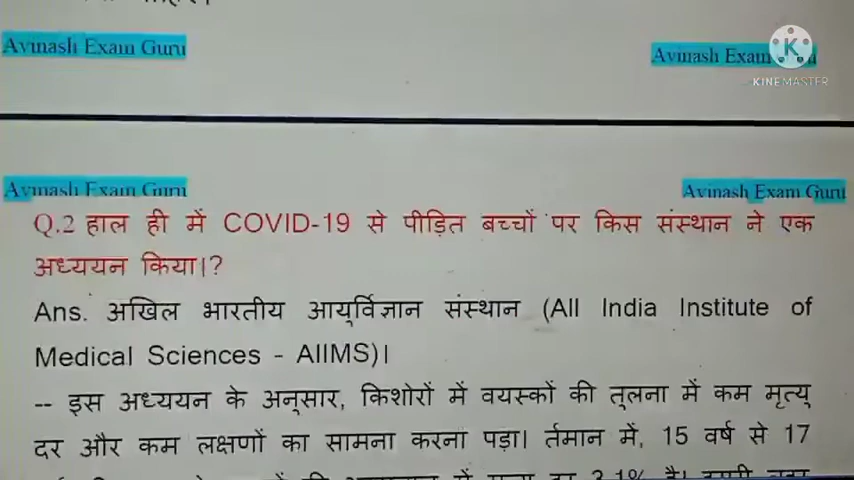 Avinash Exam Guru
Avinash Exam
KINEMASTER
Avinash Exam Guru
Avinash Exam Guru
Q.2 हाल ही में COVID-19 से पीड़ित बच्चों पर किस संस्थान ने एक
अध्ययन किया।?
Ans. अखिल भारतीय आयुर्विज्ञान संस्थान (All India Institute of
Medical Sciences - AIIMS)।
-- इस अध्ययन के अनुसार, किशोरों में वयस्कों की तुलना में कम मृत्यु
दर और कम लक्षणों का सामना करना पड़ा। र्तमान में, 15 वर्ष से 17